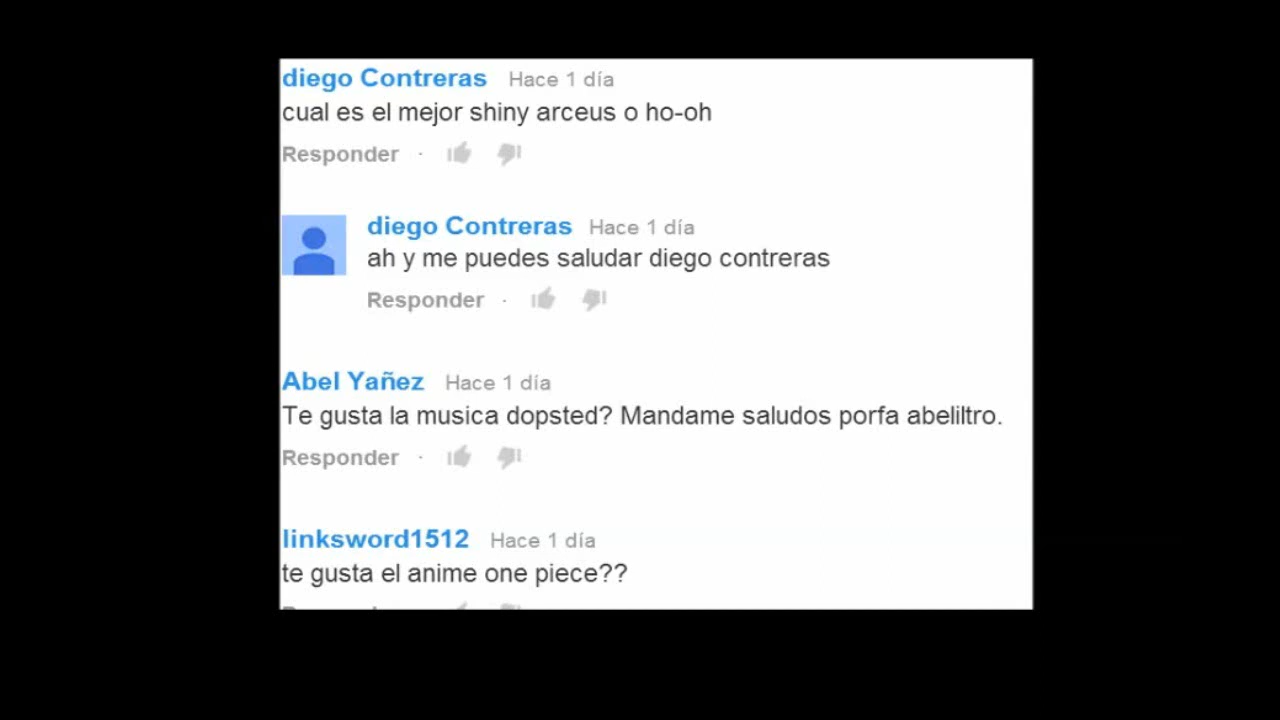 diego Contreras Hace 1 día
cual es el mejor shiny arceus o ho-oh
Responder ·
diego Contreras Hace 1 día
ah y me puedes saludar diego contreras
Responder ·
Abel Yañez Hace 1 día
Te gusta la musica dopsted? Mandame saludos porfa abeliltro.
Responder ·
linksword1512 Hace 1 día
te gusta el anime one piece??